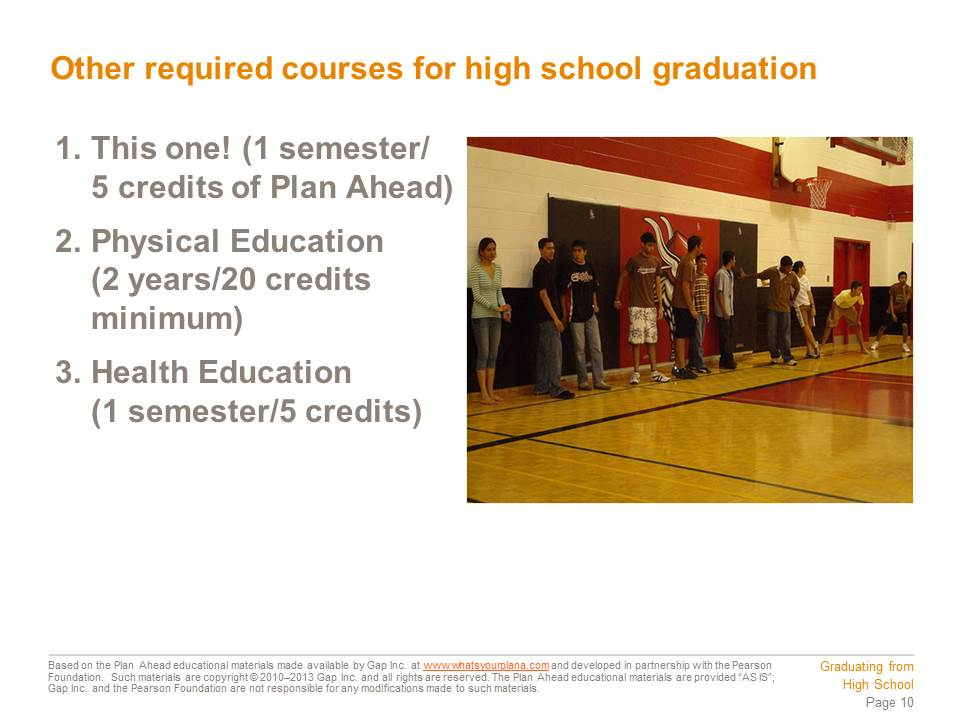 Other required courses for high school graduation
1. This one! (1 semester/
5 credits of Plan Ahead)
2. Physical Education
(2 years/20 credits
minimum)
3. Health Education
(1 semester/5 credits)
Based on the Plan Ahead educational materials made available by Gap Inc. at www.whatsyourplana.com and developed in partnership with the Pearson
Foundation. Such materials are copyright © 2010–2013 Gap Inc. and all rights are reserved. The Plan Ahead educational materials are provided “AS IS”;
Gap Inc. and the Pearson Foundation are not responsible for any modifications made to such materials.
Graduating from
High School
Page 10